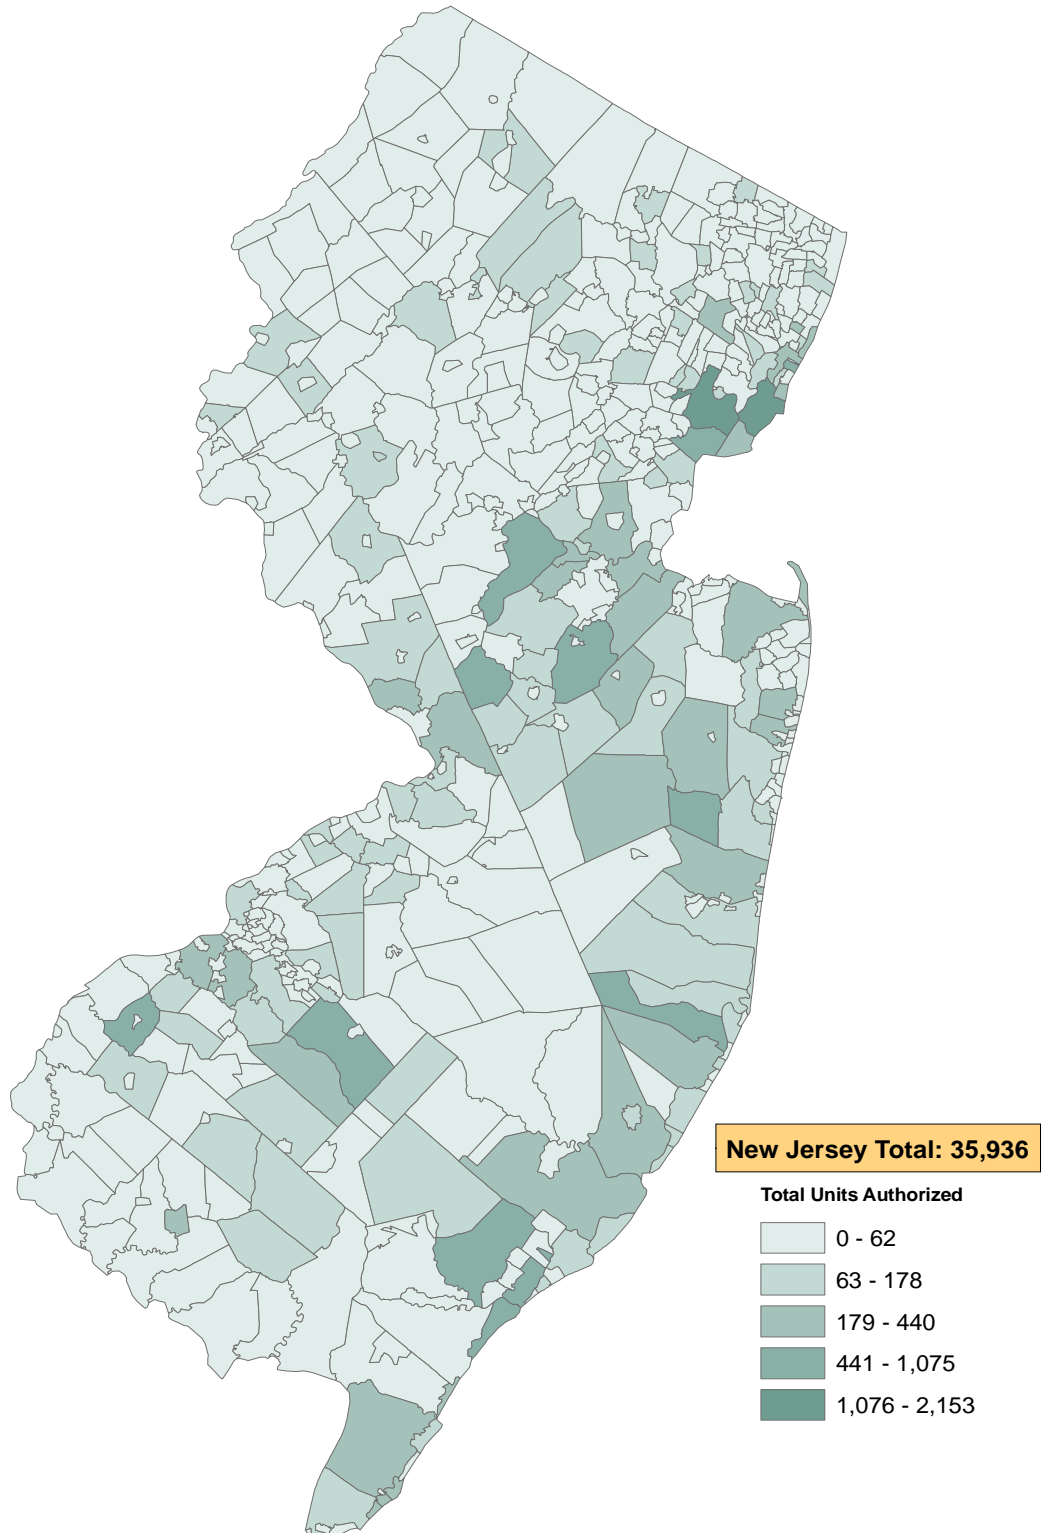 New Jersey Total: 35,936
Total Units Authorized
0 - 62
63 - 178
179 - 440
441 - 1,075
1,076 - 2,153